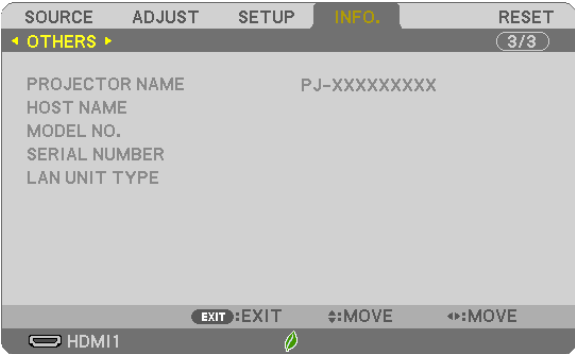 SOURCE ADJUST SETUP INFO. RESET
OTHERS 3/3
PROJECTOR NAME PJ-XXXXXXXXX
HOST NAME
MODEL NO.
SERIAL NUMBER
LAN UNIT TYPE
EXIT :EXIT :MOVE :MOVE
HDMI1